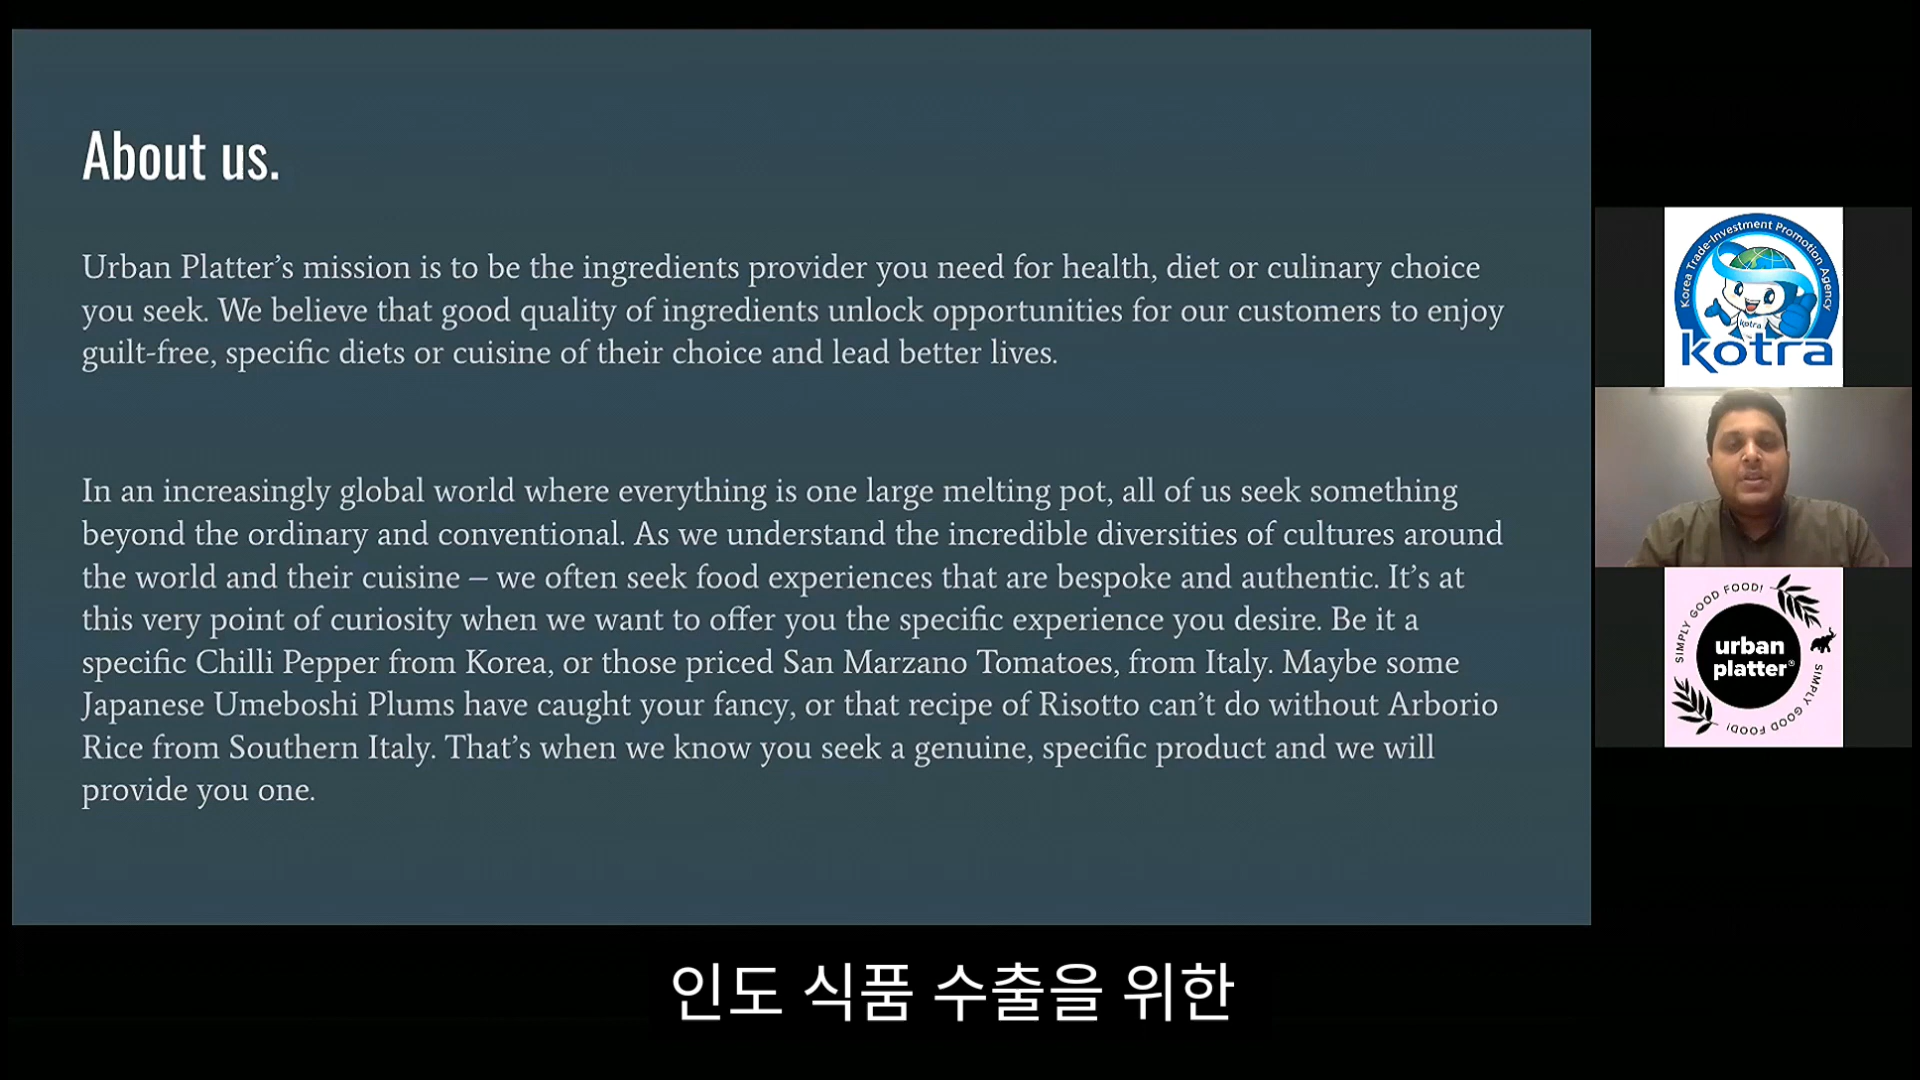 About us.
Urban Platter’s mission is to be the ingredients provider you need for health, diet or culinary choice
you seek. We believe that good quality of ingredients unlock opportunities for our customers to enjoy
guilt-free, specific diets or cuisine of their choice and lead better lives.
In an increasingly global world where everything is one large melting pot, all of us seek something
beyond the ordinary and conventional. As we understand the incredible diversities of cultures around
the world and their cuisine – we often seek food experiences that are bespoke and authentic. It’s at
this very point of curiosity when we want to offer you the specific experience you desire. Be it a
specific Chilli Pepper from Korea, or those priced San Marzano Tomatoes, from Italy. Maybe some
Japanese Umeboshi Plums have caught your fancy, or that recipe of Risotto can’t do without Arborio
Rice from Southern Italy. That’s when we know you seek a genuine, specific product and we will
provide you one.
Korea Trade-Investment Promotion Agency
kotra
kotra
SIMPLY GOOD FOOD!
urban
platter®
SIMPLY GOOD FOOD!
인도 식품 수출을 위한